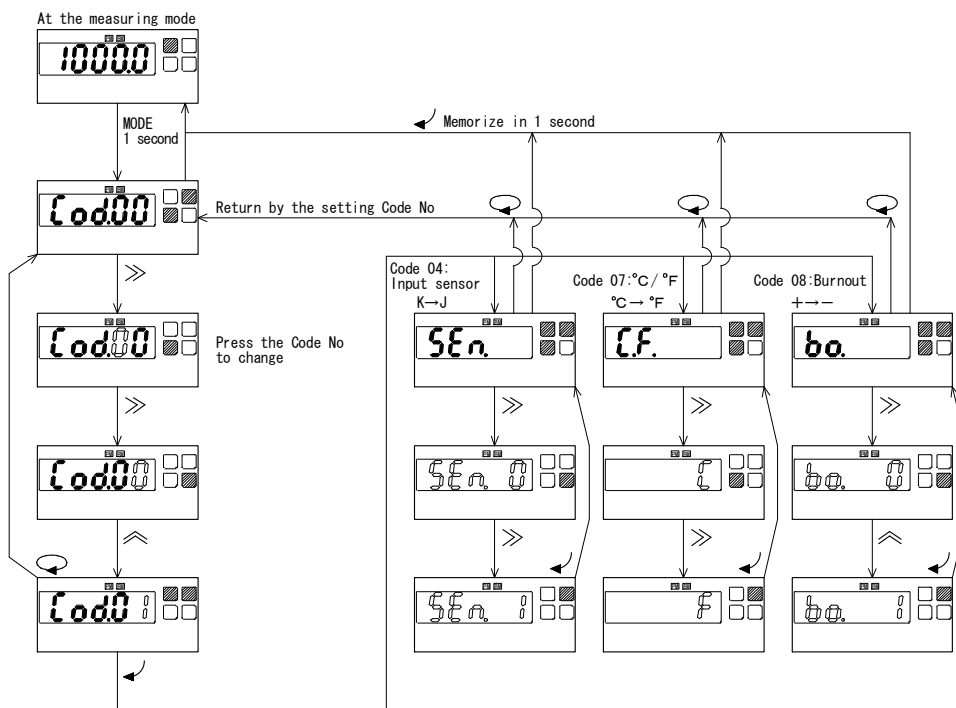 At the measuring mode
1000.0
MODE
1 second
Memorize in 1 second
Cod.00
Return by the setting Code No
Code 04:
Input sensor
K→J
Code 07:°C/°F
°C→°F
Code 08:Burnout
+→−
Cod.00
Press the Code No
to change
SEn.
C.F.
bo.
Cod.00
SEn. 0
C
bo. 0
Cod.01
SEn. 1
F
bo. 1